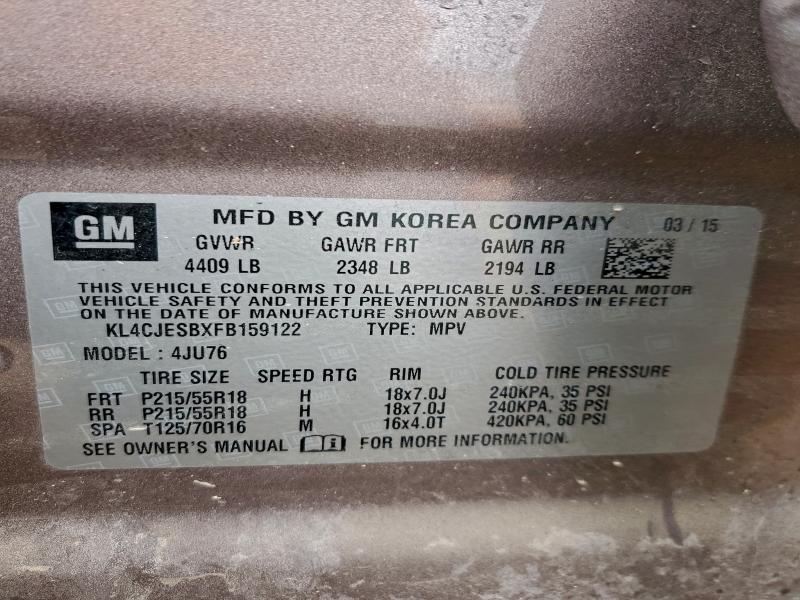 GM MFD BY GM KOREA COMPANY 03 / 15
GVWR GAWR FRT GAWR RR
4409 LB 2348 LB 2194 LB
THIS VEHICLE CONFORMS TO ALL APPLICABLE U.S. FEDERAL MOTOR
VEHICLE SAFETY AND THEFT PREVENTION STANDARDS IN EFFECT
ON THE DATE OF MANUFACTURE SHOWN ABOVE.
KL4CJESBXFB159122 TYPE: MPV
MODEL : 4JU76
TIRE SIZE SPEED RTG RIM COLD TIRE PRESSURE
FRT P215/55R18 H 18x7.0J 240KPA, 35 PSI
RR P215/55R18 H 18x7.0J 240KPA, 35 PSI
SPA T125/70R16 M 16x4.0T 420KPA, 60 PSI
SEE OWNER'S MANUAL FOR MORE INFORMATION.